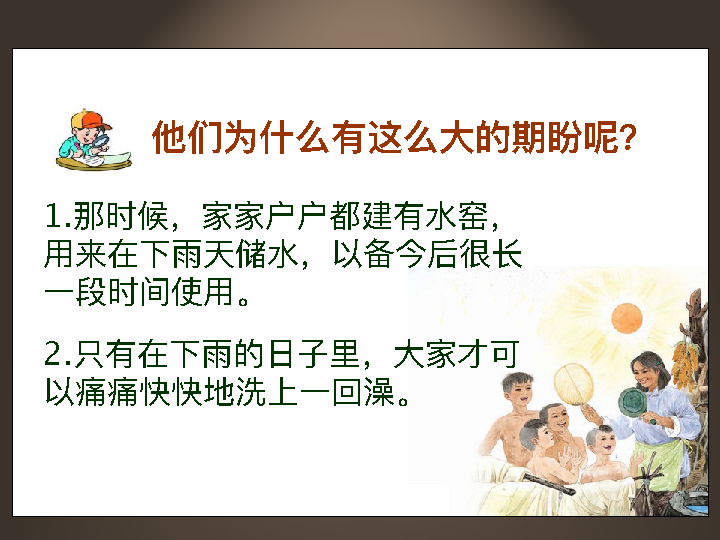 他们为什么有这么大的期盼呢?
1.那时候，家家户户都建有水窑，
用来在下雨天储水，以备今后很长
一段时间使用。
2.只有在下雨的日子里，大家才可
以痛痛快快地洗上一回澡。